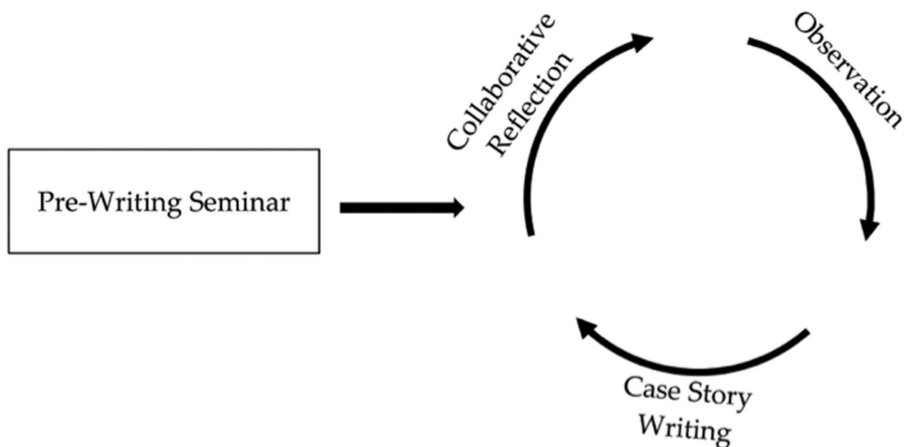 Pre-Writing Seminar
Collaborative
Reflection
Observation
Case Story
Writing